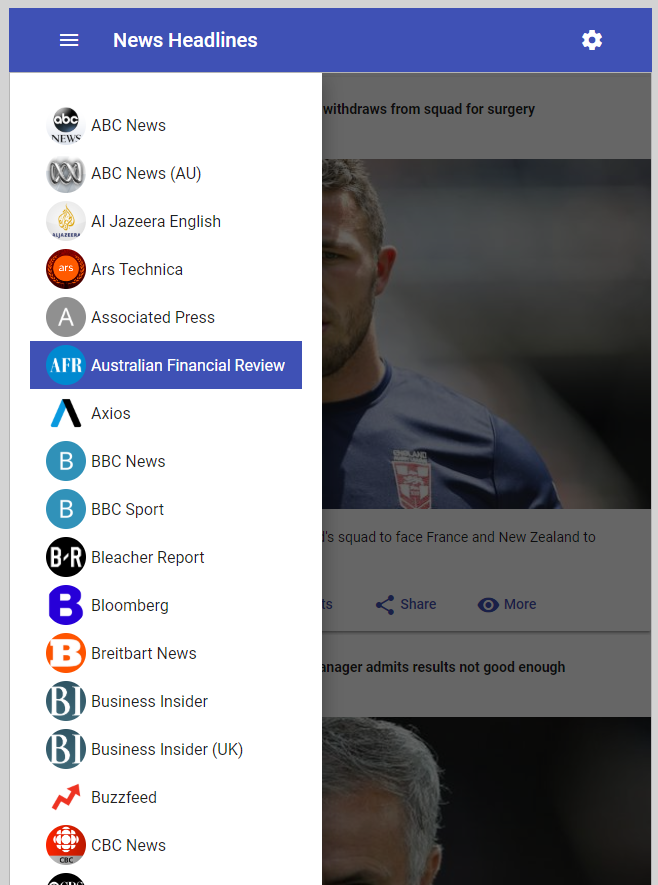 News Headlines
withdraws from squad for surgery
abc
NEWS
ABC News
ABC News (AU)
ALJAZEERA
Al Jazeera English
ars
Ars Technica
A
Associated Press
AFR
Australian Financial Review
Axios
B
BBC News
B
BBC Sport
ENGLAND
d's squad to face France and New Zealand to
B/R
Bleacher Report
B
Bloomberg
ts
Share
More
B
Breitbart News
anager admits results not good enough
BI
Business Insider
BI
Business Insider (UK)
Buzzfeed
CBC
CBC News